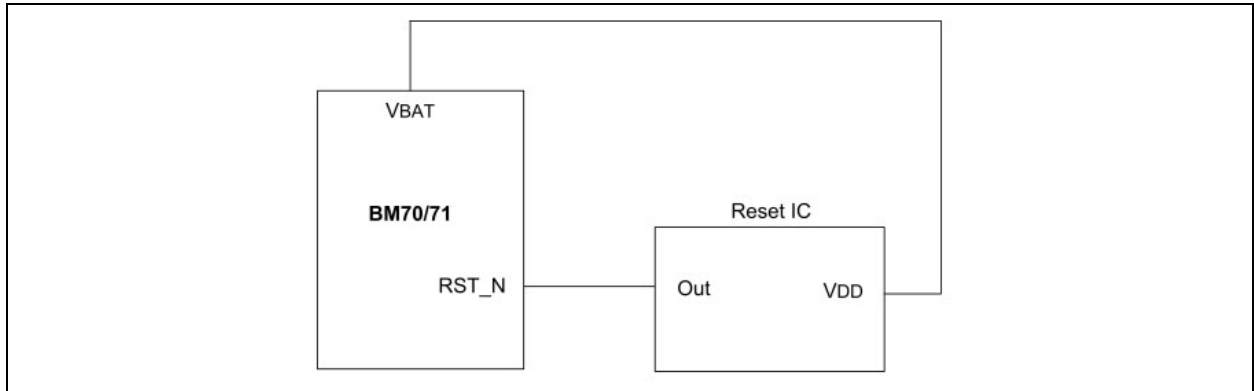 VBAT
BM70/71
Reset IC
RST_N
Out
VDD